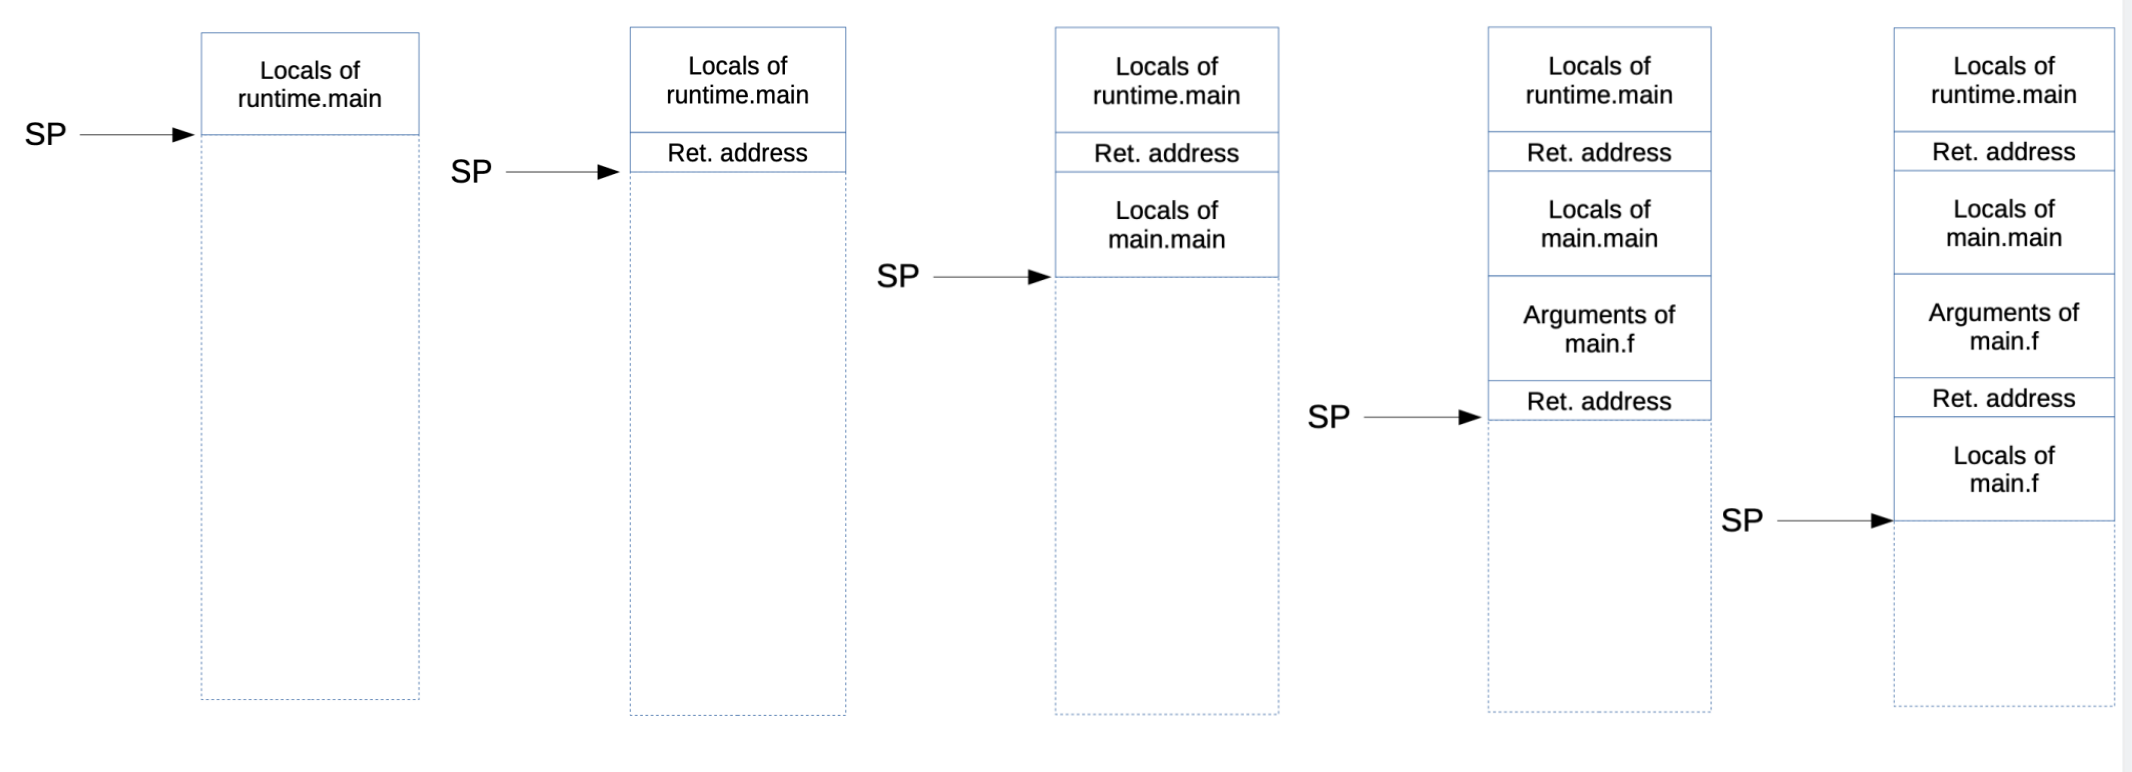 Locals of
runtime.main
SP
Locals of
runtime.main
Ret. address
SP
Locals of
runtime.main
Ret. address
Locals of
main.main
SP
Locals of
runtime.main
Ret. address
Locals of
main.main
Arguments of
main.f
Ret. address
SP
Locals of
runtime.main
Ret. address
Locals of
main.main
Arguments of
main.f
Ret. address
Locals of
main.f
SP